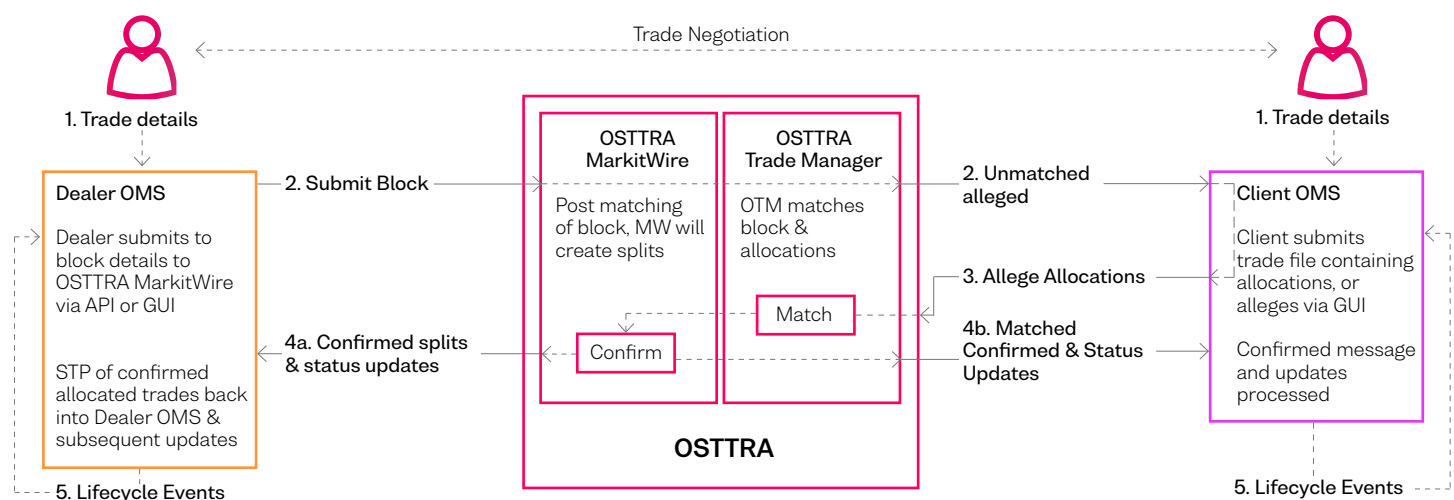 Trade Negotiation
1. Trade details
1. Trade details
Dealer OMS
Dealer submits to
block details to
OSTTRA MarkitWire
via API or GUI
STP of confirmed
allocated trades back
into Dealer OMS &
subsequent updates
5. Lifecycle Events
2. Submit Block
4a. Confirmed splits
& status updates
OSTTRA
MarkitWire
Post matching
of block, MW will
create splits
Confirm
OSTTRA
Trade Manager
OTM matches
block &
allocations
Match
OSTTRA
2. Unmatched
alleged
3. Allege Allocations
4b. Matched
Confirmed & Status
Updates
Client OMS
Client submits
trade file containing
allocations, or
alleges via GUI
Confirmed message
and updates
processed
5. Lifecycle Events